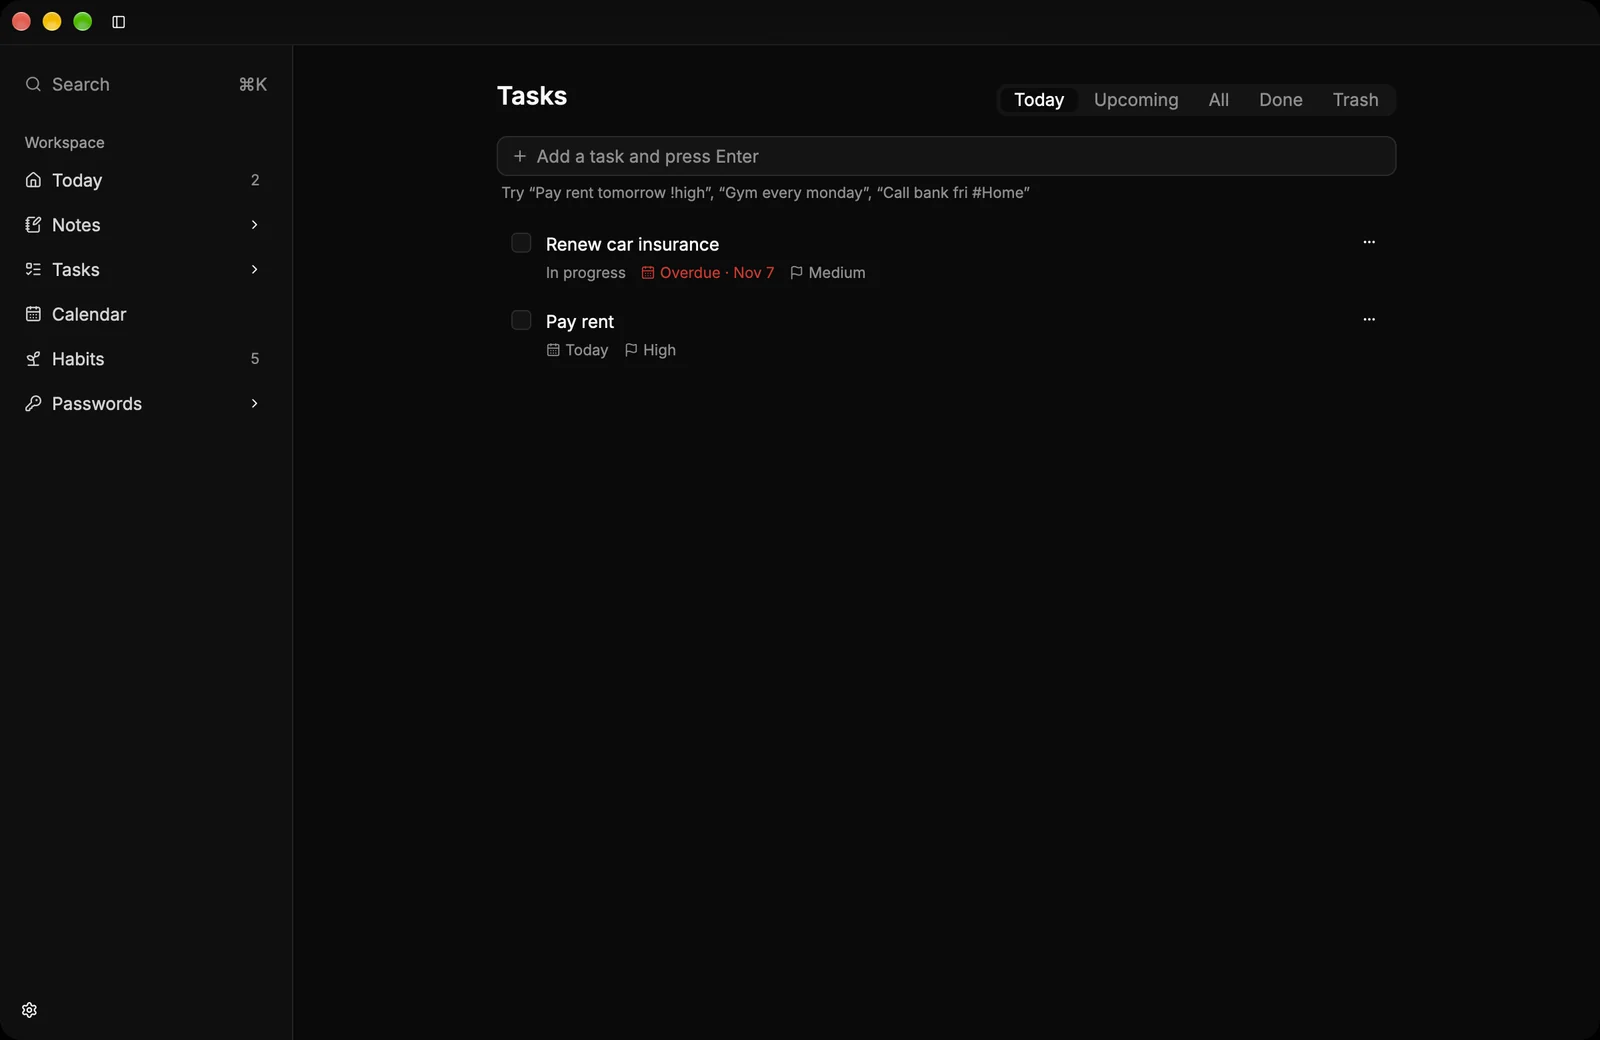 Search ⌘K
Workspace
Today 2
Notes
Tasks
Calendar
Habits 5
Passwords
Tasks
Today Upcoming All Done Trash
+ Add a task and press Enter
Try “Pay rent tomorrow !high”, “Gym every monday”, “Call bank fri #Home”
Renew car insurance
In progress Overdue · Nov 7 Medium
Pay rent
Today High